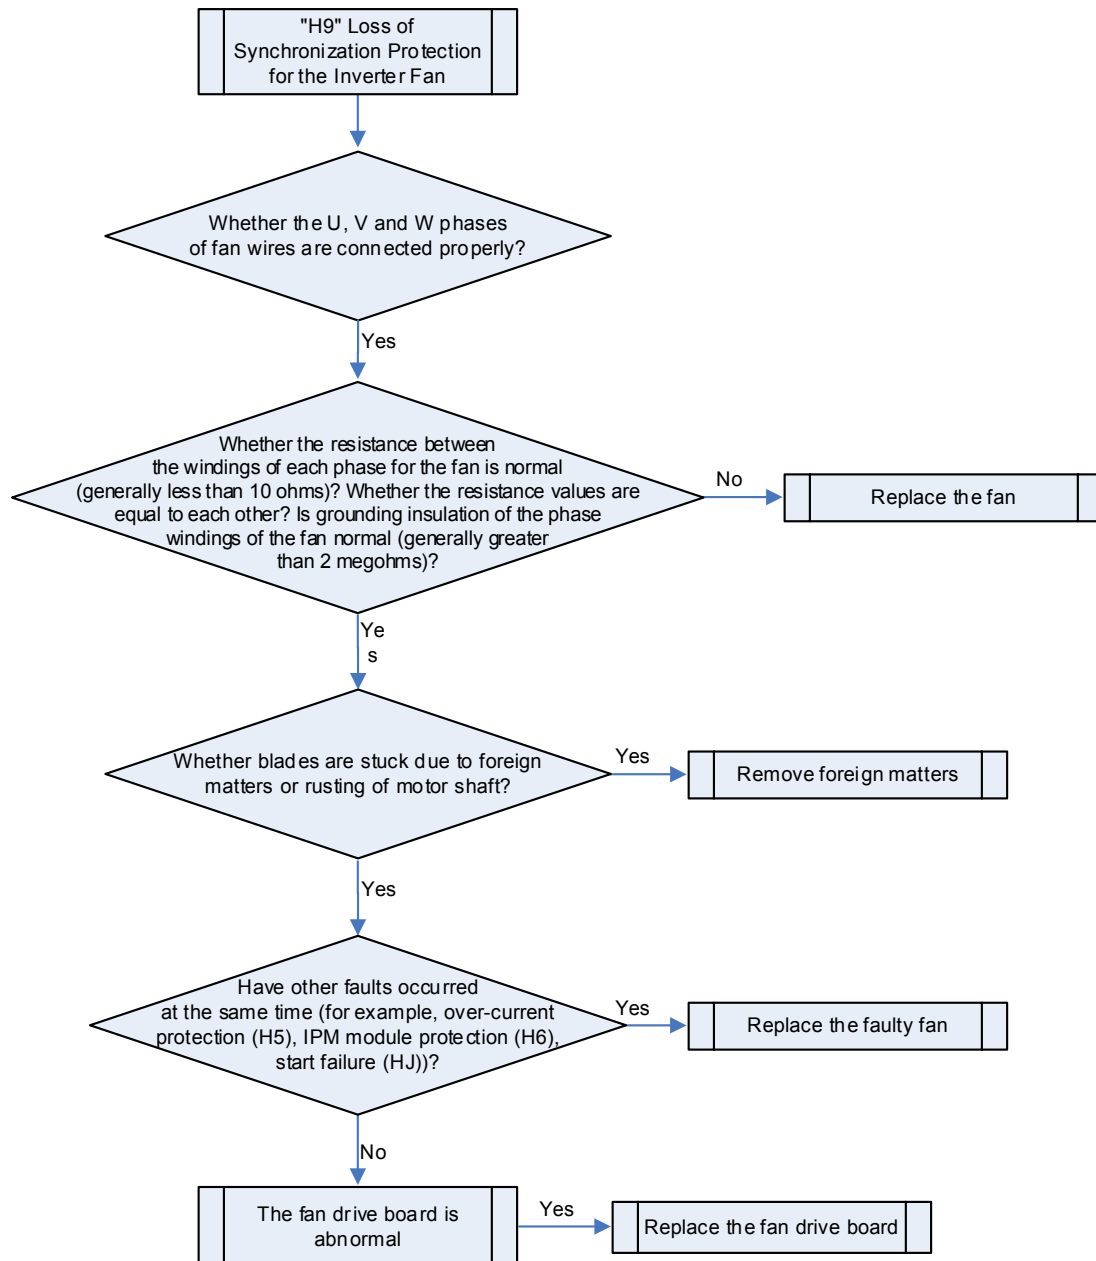 "H9" Loss of
Synchronization Protection
for the Inverter Fan
Whether the U, V and W phases
of fan wires are connected properly?
Yes
Whether the resistance between
the windings of each phase for the fan is normal
(generally less than 10 ohms)? Whether the resistance values are
equal to each other? Is grounding insulation of the phase
windings of the fan normal (generally greater
than 2 megohms)?
No
Replace the fan
Ye
s
Whether blades are stuck due to foreign
matters or rusting of motor shaft?
Yes
Remove foreign matters
Yes
Have other faults occurred
at the same time (for example, over-current
protection (H5), IPM module protection (H6),
start failure (HJ))?
Yes
Replace the faulty fan
No
The fan drive board is
abnormal
Yes
Replace the fan drive board